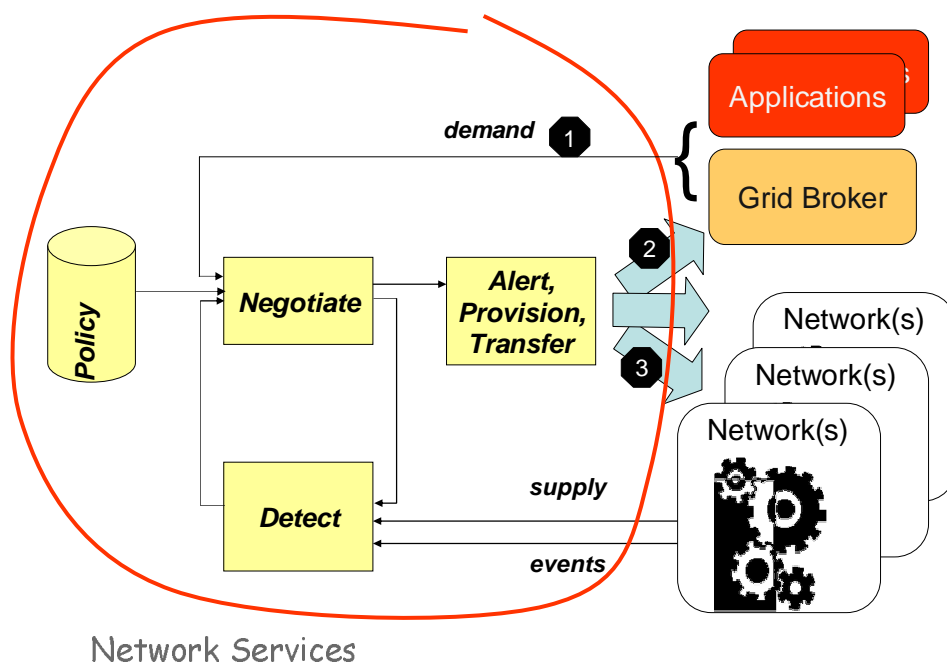 Applications
demand
1
Grid Broker
2
Policy
Negotiate
Alert,
Provision,
Transfer
3
Network(s)
Network(s)
Network(s)
supply
Detect
events
Network Services